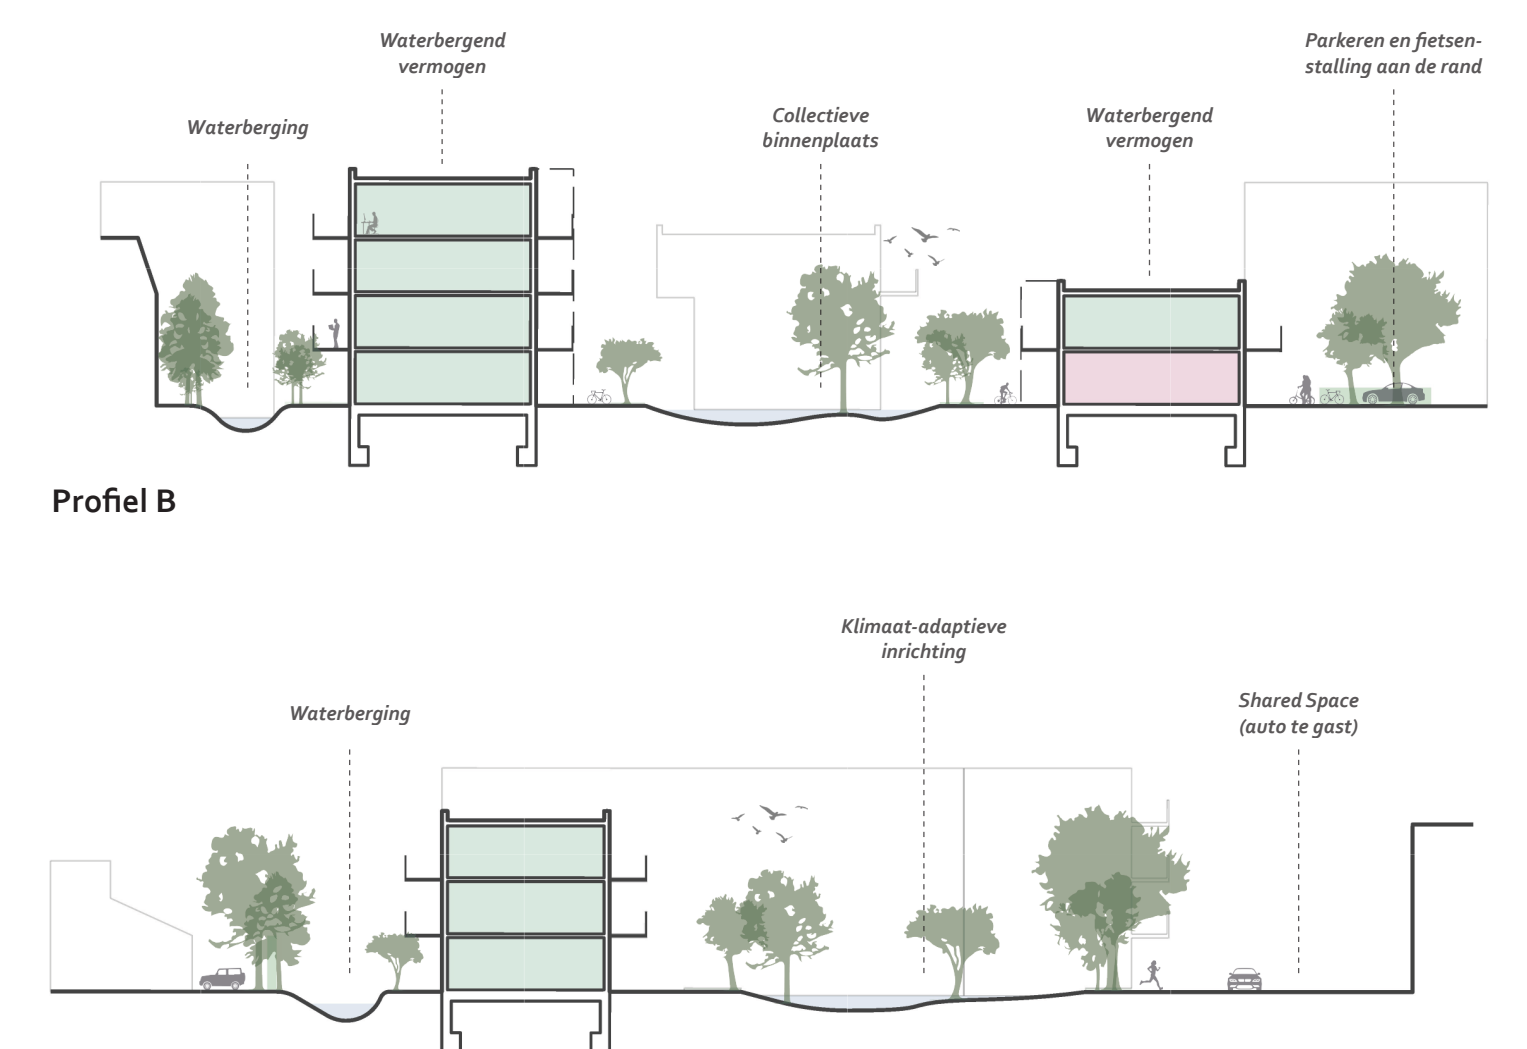 Waterbergend
vermogen
Parkeren en fietsen-
stalling aan de rand
Waterberging
Collectieve
binnenplaats
Waterbergend
vermogen
Profiel B
Klimaat-adaptieve
inrichting
Waterberging
Shared Space
(auto te gast)